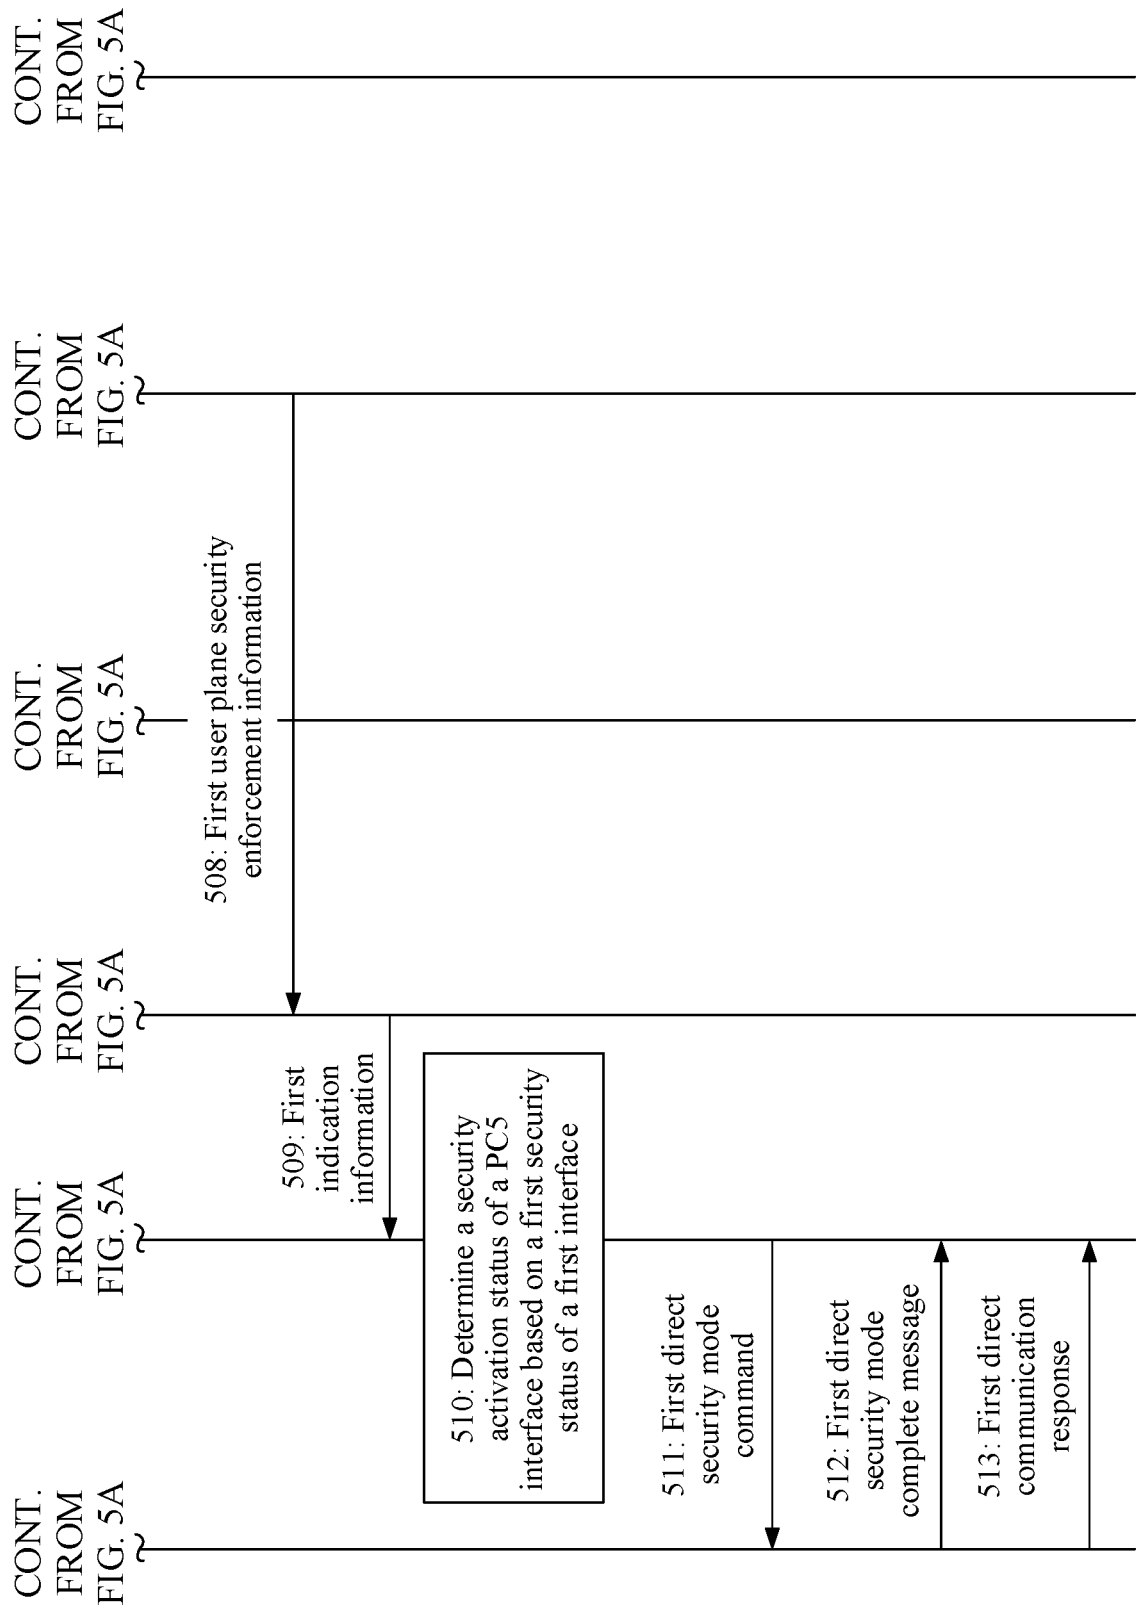 CONT.
FROM
FIG. 5A
CONT.
FROM
FIG. 5A
CONT.
FROM
FIG. 5A
CONT.
FROM
FIG. 5A
CONT.
FROM
FIG. 5A
CONT.
FROM
FIG. 5A
508: First user plane security
enforcement information
509: First
indication
information
510: Determine a security
activation status of a PC5
interface based on a first security
status of a first interface
511: First direct
security mode
command
512: First direct
security mode
complete message
513: First direct
communication
response